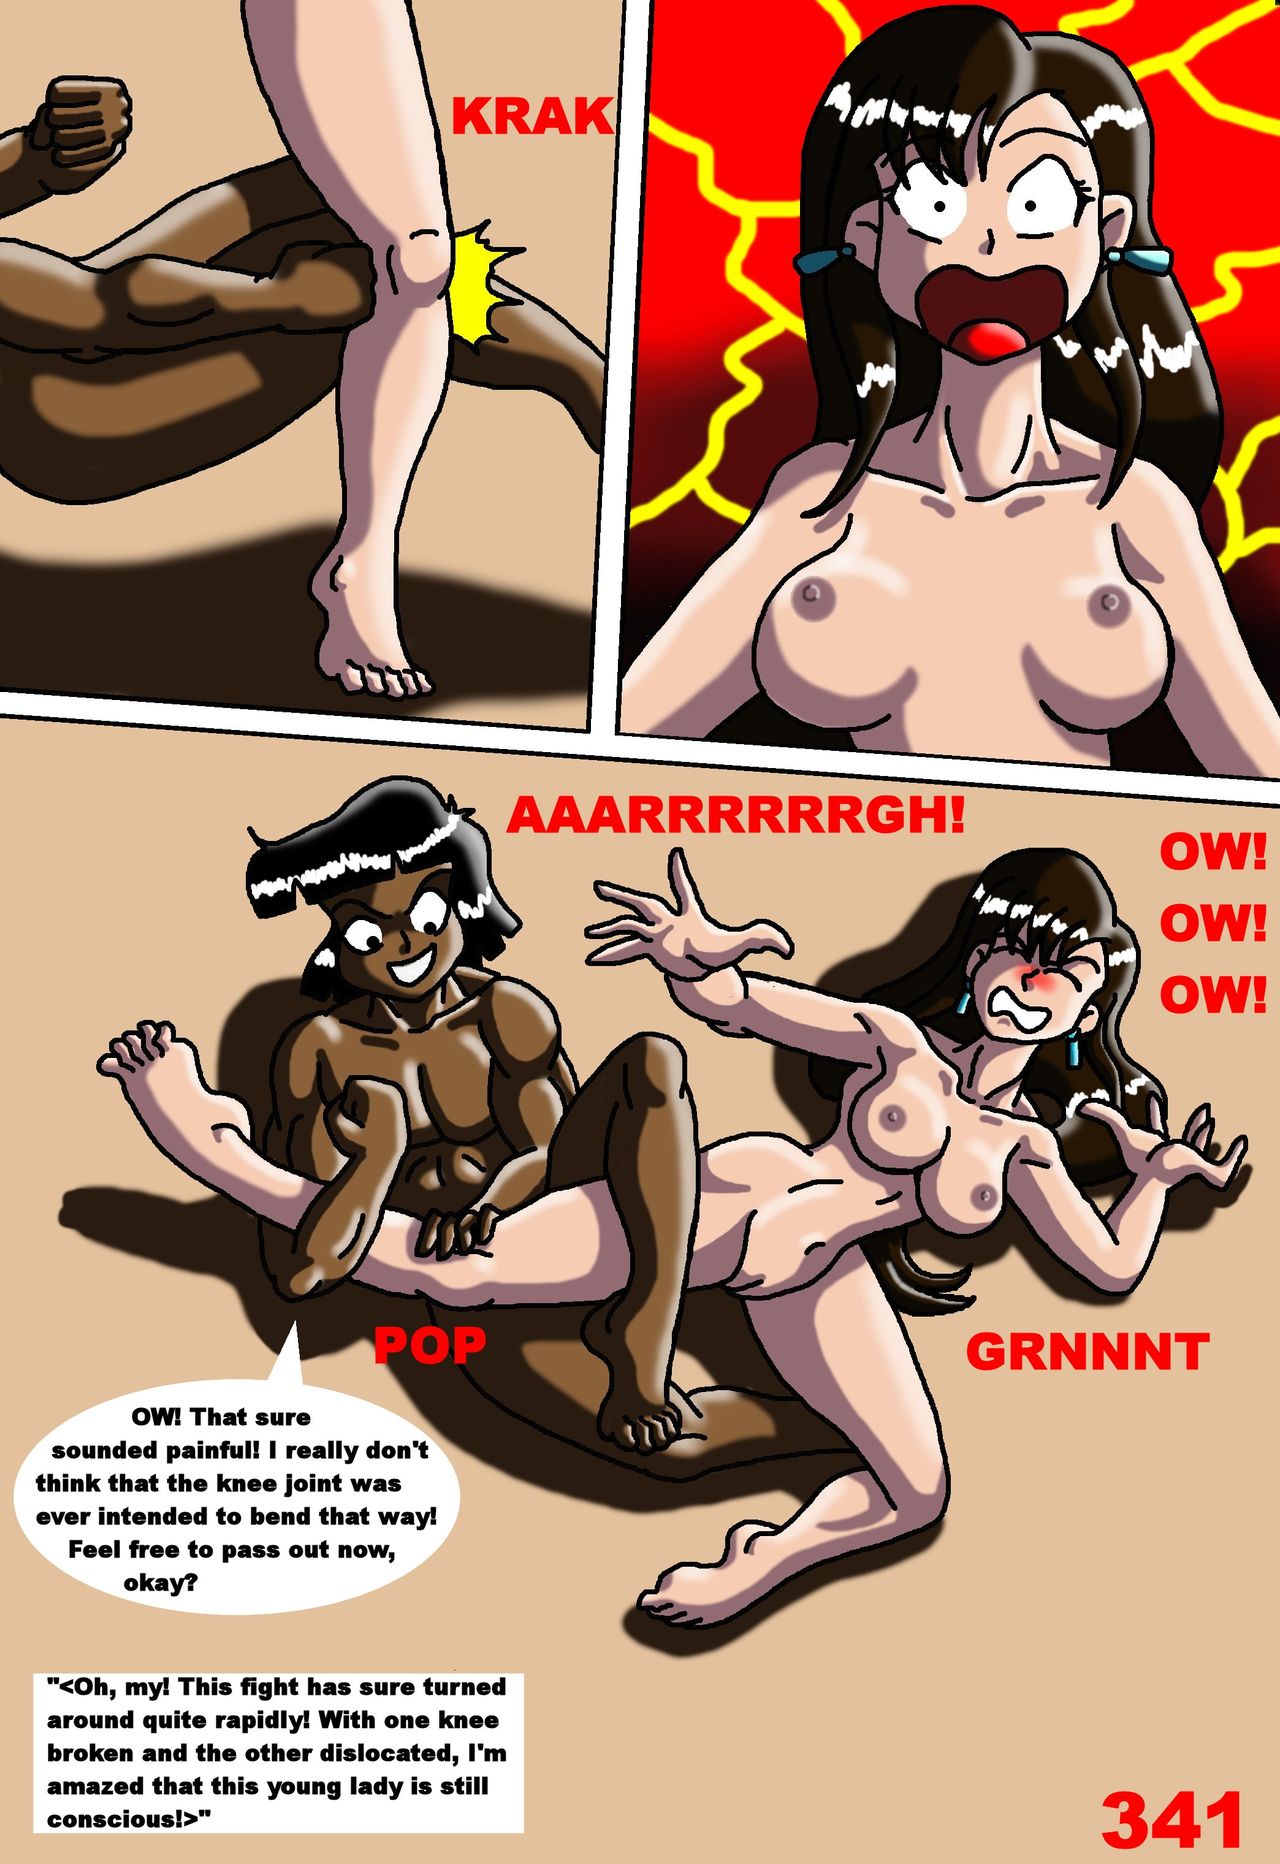 KRAK
AAARRRRRRRGH!
OW!
OW!
OW!
POP
GRNNNT
OW! That sure
sounded painful! I really don't
think that the knee joint was
ever intended to bend that way!
Feel free to pass out now,
okay?
"<Oh, my! This fight has sure turned
around quite rapidly! With one knee
broken and the other dislocated, I'm
amazed that this young lady is still
conscious!>"
341